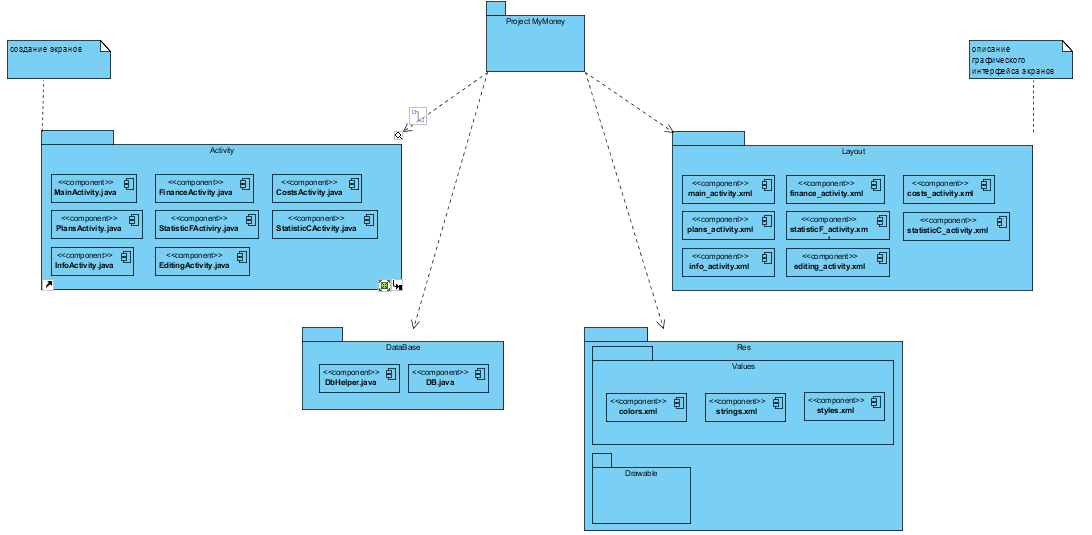 Project MyMoney
создание экранов
описание
графического
интерфейса экранов
Activity
<<component>>
MainActivity.java
<<component>>
FinanceActivity.java
<<component>>
CostsActivity.java
<<component>>
PlansActivity.java
<<component>>
StatisticFActiviry.java
<<component>>
StatisticCActivity.java
<<component>>
InfoActivity.java
<<component>>
EditingActivity.java
Layout
<<component>>
main_activity.xml
<<component>>
finance_activity.xml
<<component>>
costs_activity.xml
<<component>>
plans_activity.xml
<<component>>
statisticF_activity.xm
<<component>>
statisticC_activity.xml
<<component>>
info_activity.xml
<<component>>
editing_activity.xml
DataBase
<<component>>
DbHelper.java
<<component>>
DB.java
Res
Values
<<component>>
colors.xml
<<component>>
strings.xml
<<component>>
styles.xml
Drawable